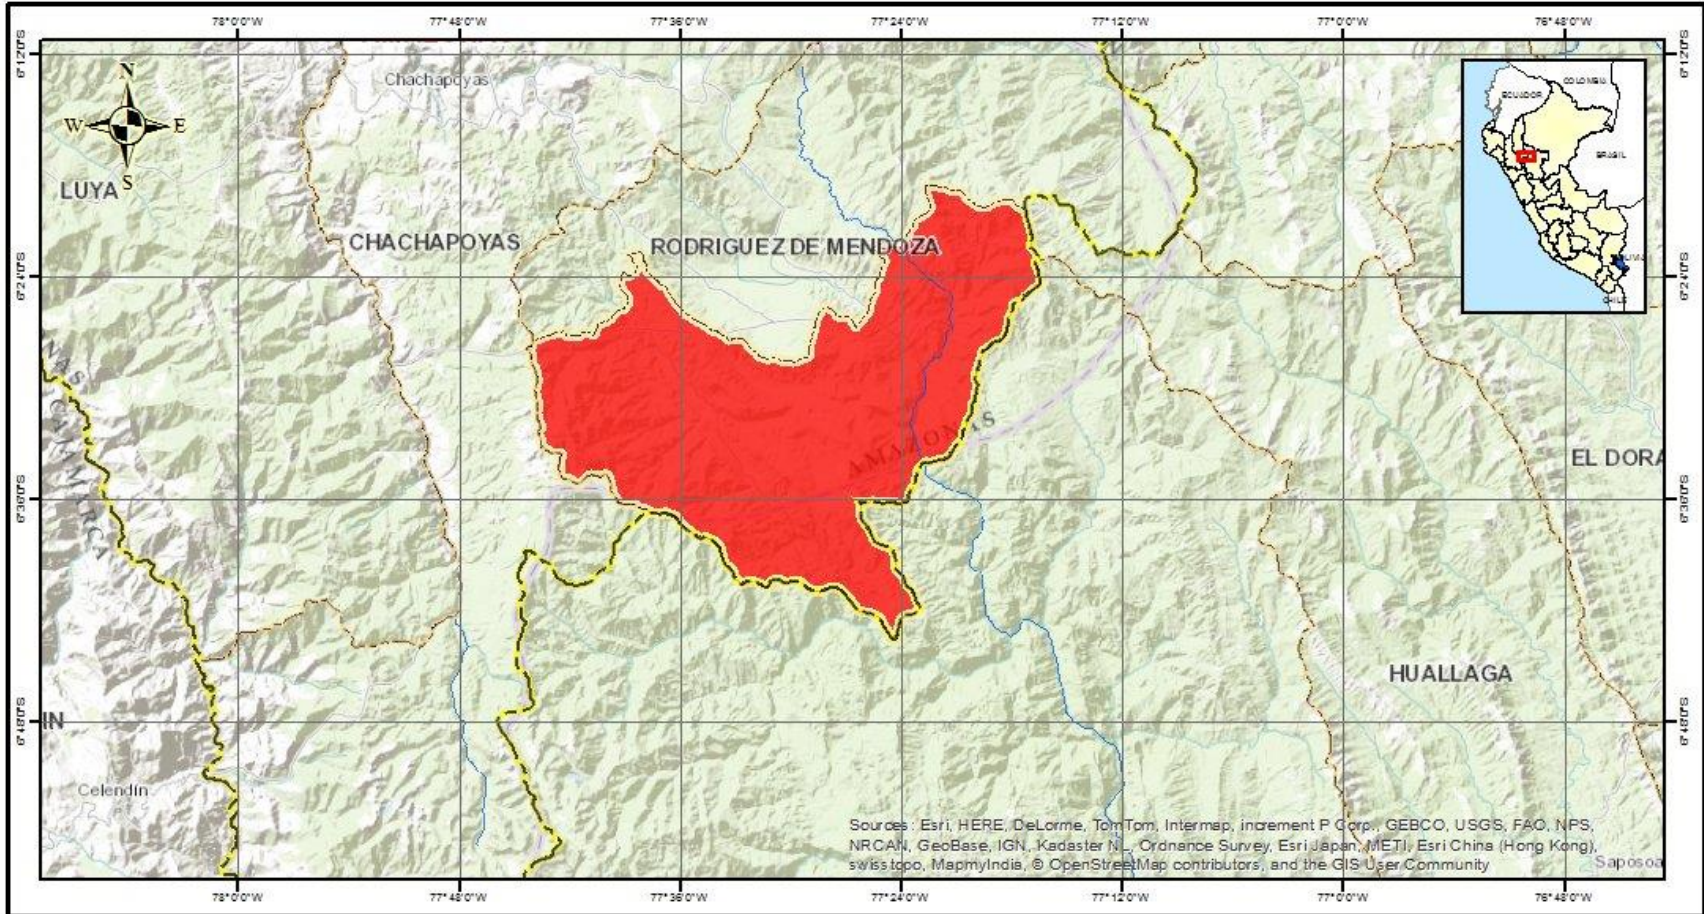 78°0'0"W 77°48'0"W 77°36'0"W 77°24'0"W 77°12'0"W 77°0'0"W 76°48'0"W
6°12'0"S 6°12'0"S
Chachapoyas
N
W E
S
COLOMBIA
ECUADOR
BRASIL
BOLIVIA
CHILE
LUYA
CHACHAPOYAS
RODRIGUEZ DE MENDOZA
6°24'0"S 6°24'0"S
NAS
CAJAMARCA
AMAZONAS
EL DORA
6°36'0"S 6°36'0"S
HUALLAGA
IN
6°48'0"S 6°48'0"S
Celendín
Sources: Esri, HERE, DeLorme, TomTom, Intermap, increment P Corp., GEBCO, USGS, FAO, NPS,
NRCAN, GeoBase, IGN, Kadaster NL, Ordnance Survey, Esri Japan, METI, Esri China (Hong Kong),
swisstopo, MapmyIndia, © OpenStreetMap contributors, and the GIS User Community
Saposoa
78°0'0"W 77°48'0"W 77°36'0"W 77°24'0"W 77°12'0"W 77°0'0"W 76°48'0"W